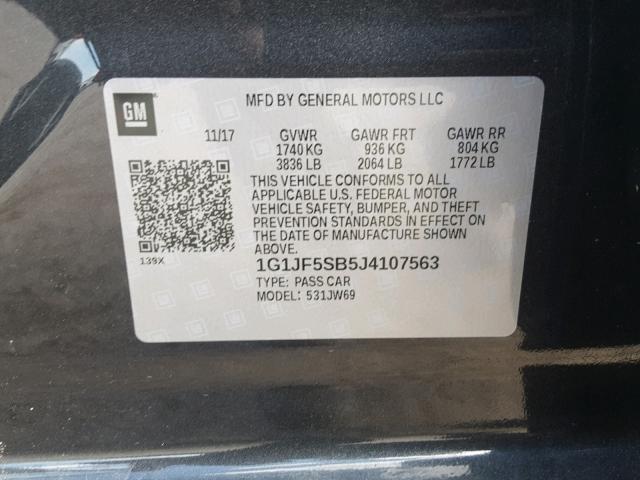 GM
MFD BY GENERAL MOTORS LLC
11/17 GVWR GAWR FRT GAWR RR
1740 KG 936 KG 804 KG
3836 LB 2064 LB 1772 LB
THIS VEHICLE CONFORMS TO ALL
APPLICABLE U.S. FEDERAL MOTOR
VEHICLE SAFETY, BUMPER, AND THEFT
PREVENTION STANDARDS IN EFFECT ON
THE DATE OF MANUFACTURE SHOWN
ABOVE.
139X
1G1JF5SB5J4107563
TYPE: PASS CAR
MODEL: 531JW69